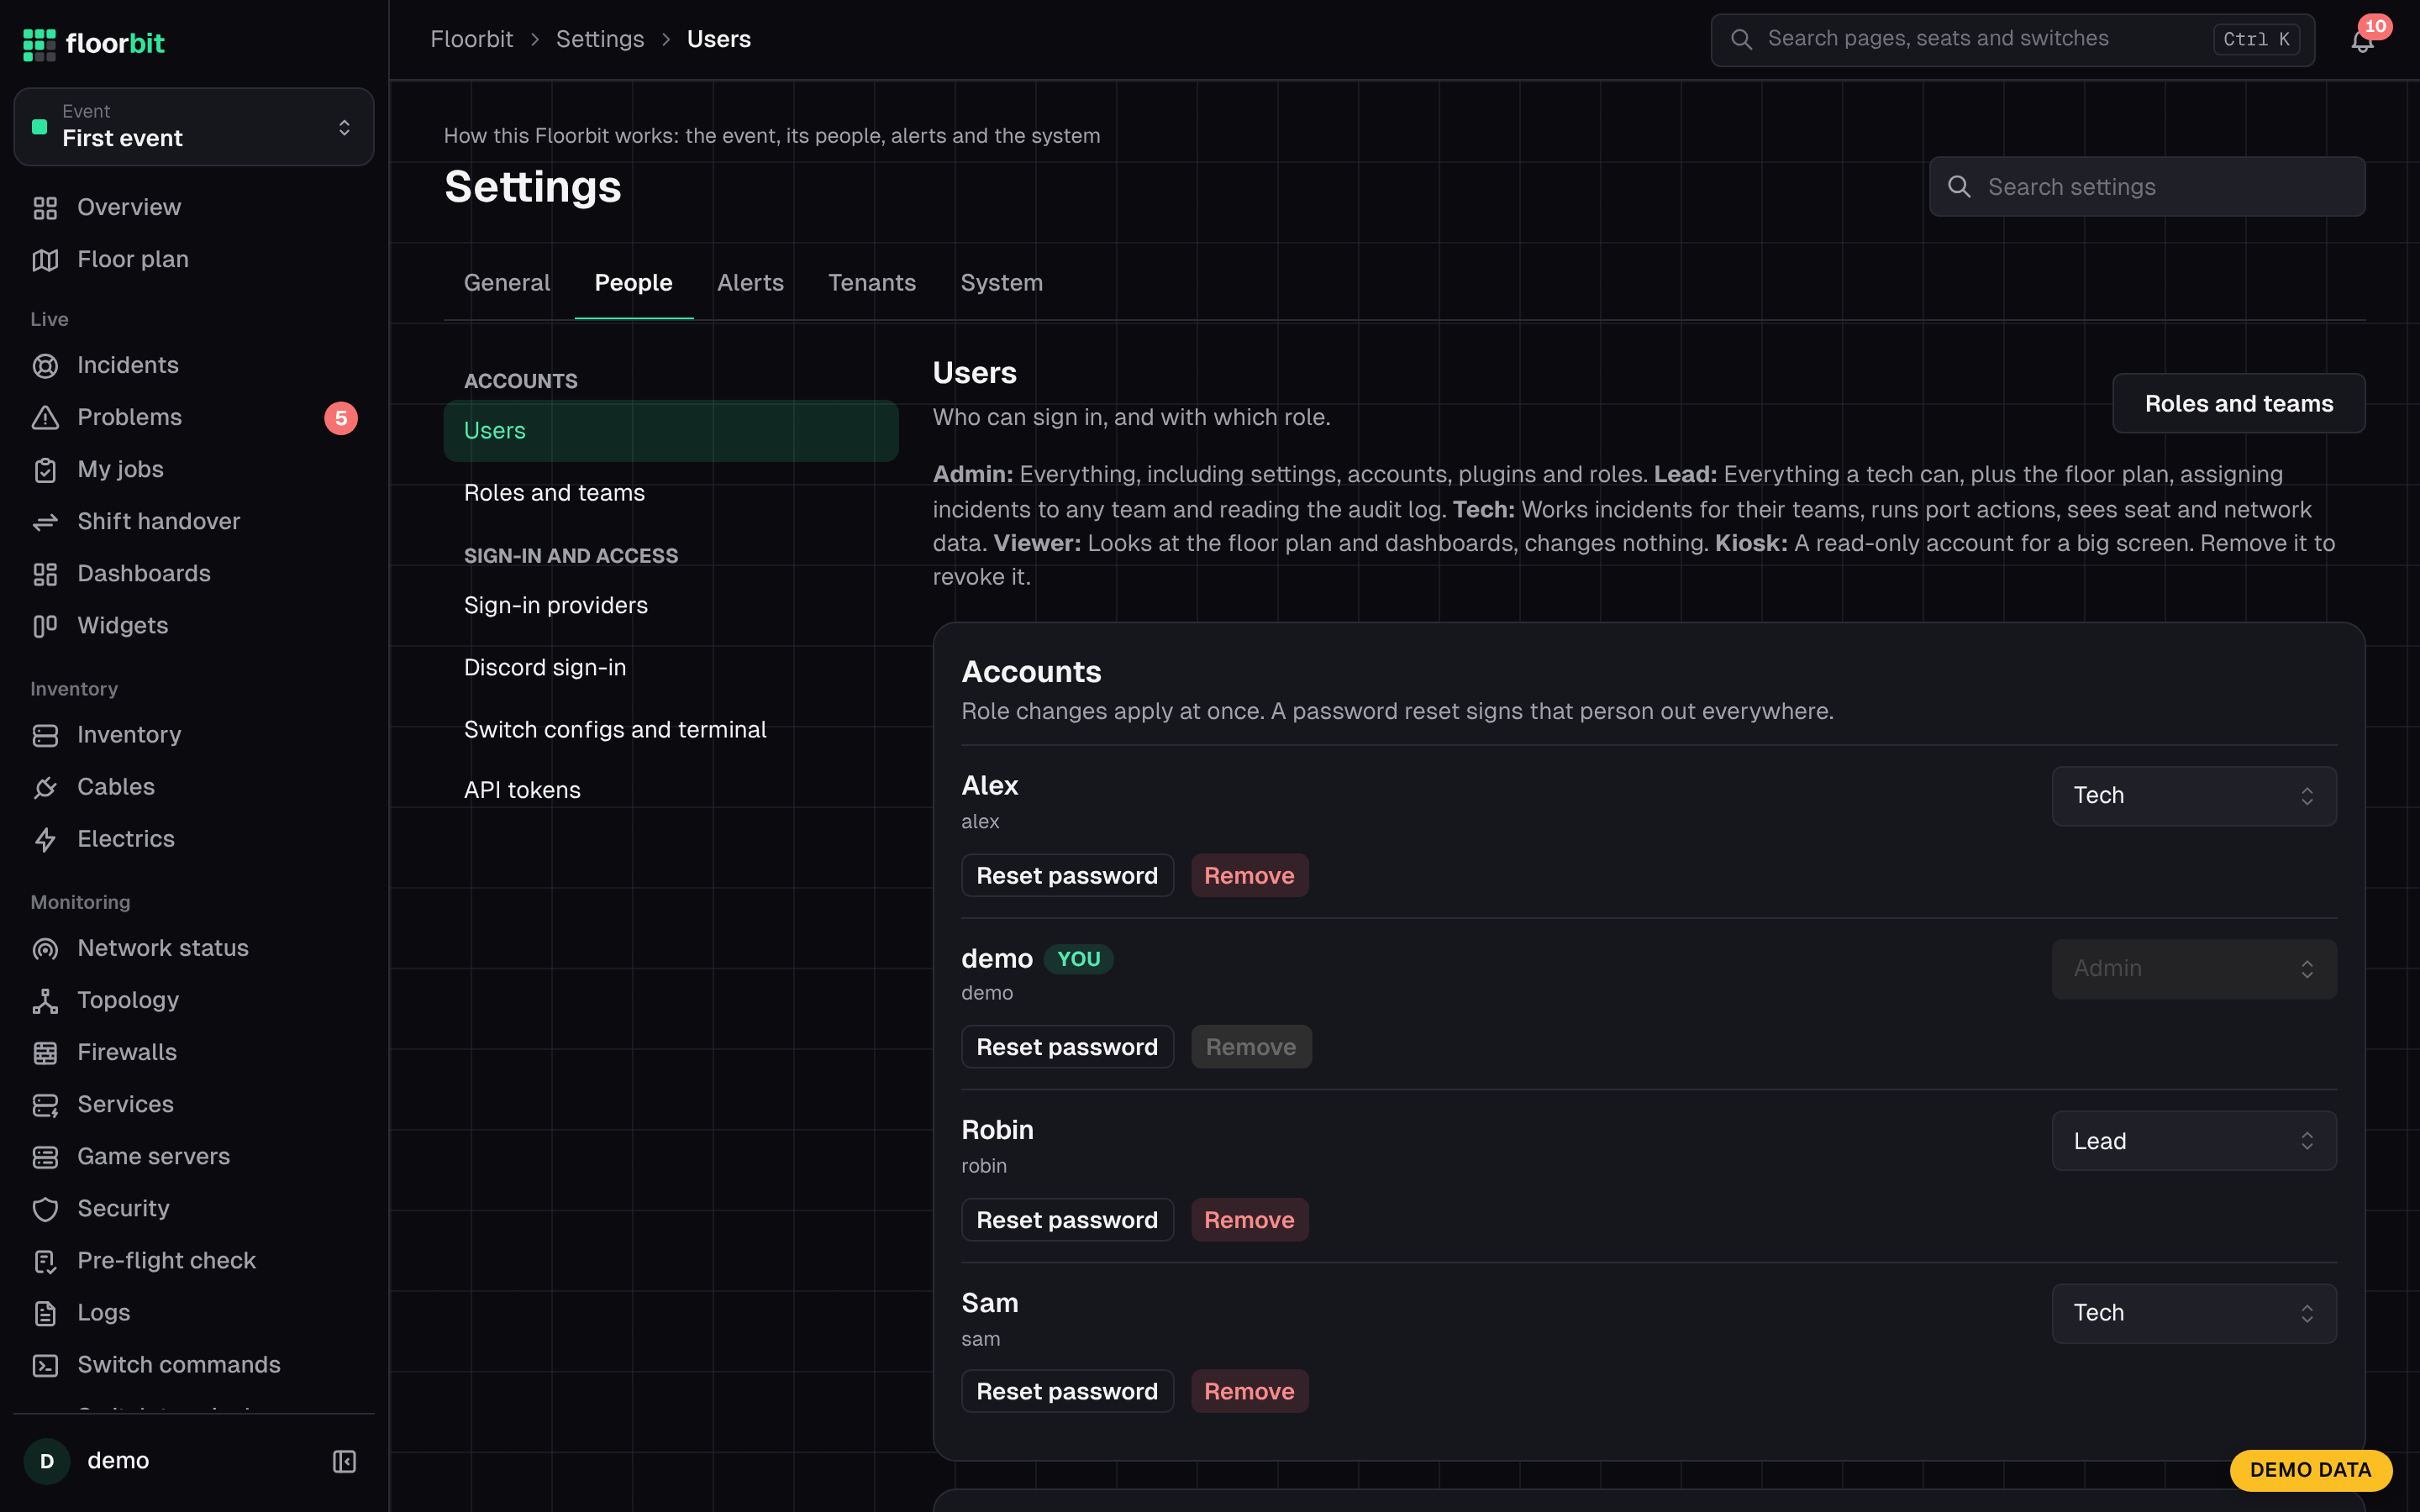 floorbit
Event
First event
Overview
Floor plan
Live
Incidents
Problems
5
My jobs
Shift handover
Dashboards
Widgets
Inventory
Inventory
Cables
Electrics
Monitoring
Network status
Topology
Firewalls
Services
Game servers
Security
Pre-flight check
Logs
Switch commands
D
demo
Floorbit > Settings > Users
Search pages, seats and switches
Ctrl K
10
How this Floorbit works: the event, its people, alerts and the system
Settings
Search settings
General
People
Alerts
Tenants
System
ACCOUNTS
Users
Roles and teams
SIGN-IN AND ACCESS
Sign-in providers
Discord sign-in
Switch configs and terminal
API tokens
Users
Who can sign in, and with which role.
Roles and teams
Admin: Everything, including settings, accounts, plugins and roles. Lead: Everything a tech can, plus the floor plan, assigning
incidents to any team and reading the audit log. Tech: Works incidents for their teams, runs port actions, sees seat and network
data. Viewer: Looks at the floor plan and dashboards, changes nothing. Kiosk: A read-only account for a big screen. Remove it to
revoke it.
Accounts
Role changes apply at once. A password reset signs that person out everywhere.
Alex
alex
Tech
Reset password
Remove
demo
YOU
demo
Admin
Reset password
Remove
Robin
robin
Lead
Reset password
Remove
Sam
sam
Tech
Reset password
Remove
DEMO DATA